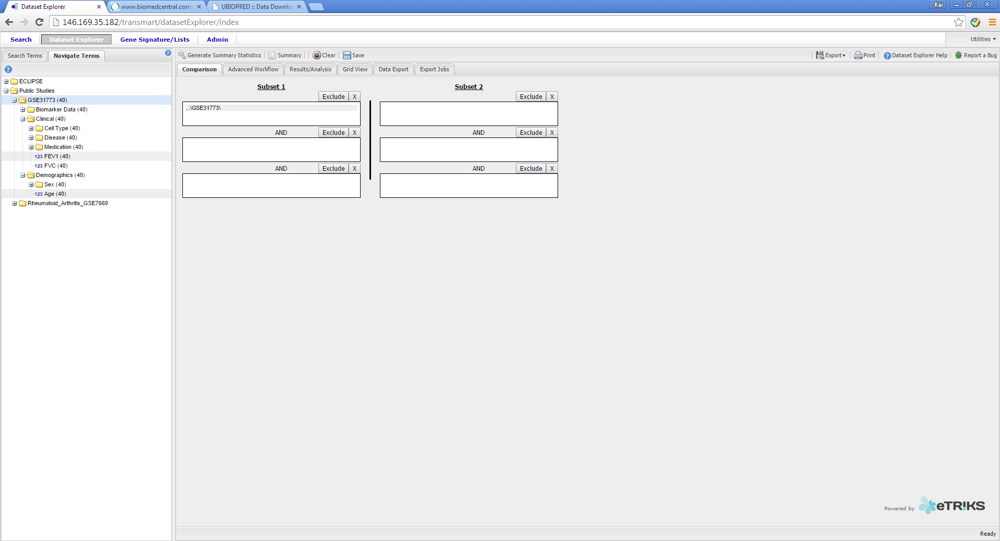 Dataset Explorer
www.biomedcentral.com/
UBIOPRED :: Data Downlo
Kai
146.169.35.182/transmart/datasetExplorer/index
Search
Dataset Explorer
Gene Signature/Lists
Admin
Utilities
Search Terms
Navigate Terms
Generate Summary Statistics
Summary
Clear
Save
Export
Print
Dataset Explorer Help
Report a Bug
Comparison
Advanced Workflow
Results/Analysis
Grid View
Data Export
Export Jobs
ECLIPSE
Public Studies
GSE31773 (40)
Biomarker Data (40)
Clinical (40)
Cell Type (40)
Disease (40)
Medication (40)
123 FEV1 (40)
123 FVC (40)
Demographics (40)
Sex (40)
123 Age (40)
Rheumatoid_Arthritis_GSE7669
Subset 1
Exclude X
...\GSE31773\
AND Exclude X
AND Exclude X
Subset 2
Exclude X
AND Exclude X
AND Exclude X
Powered by eTRIKS
Ready